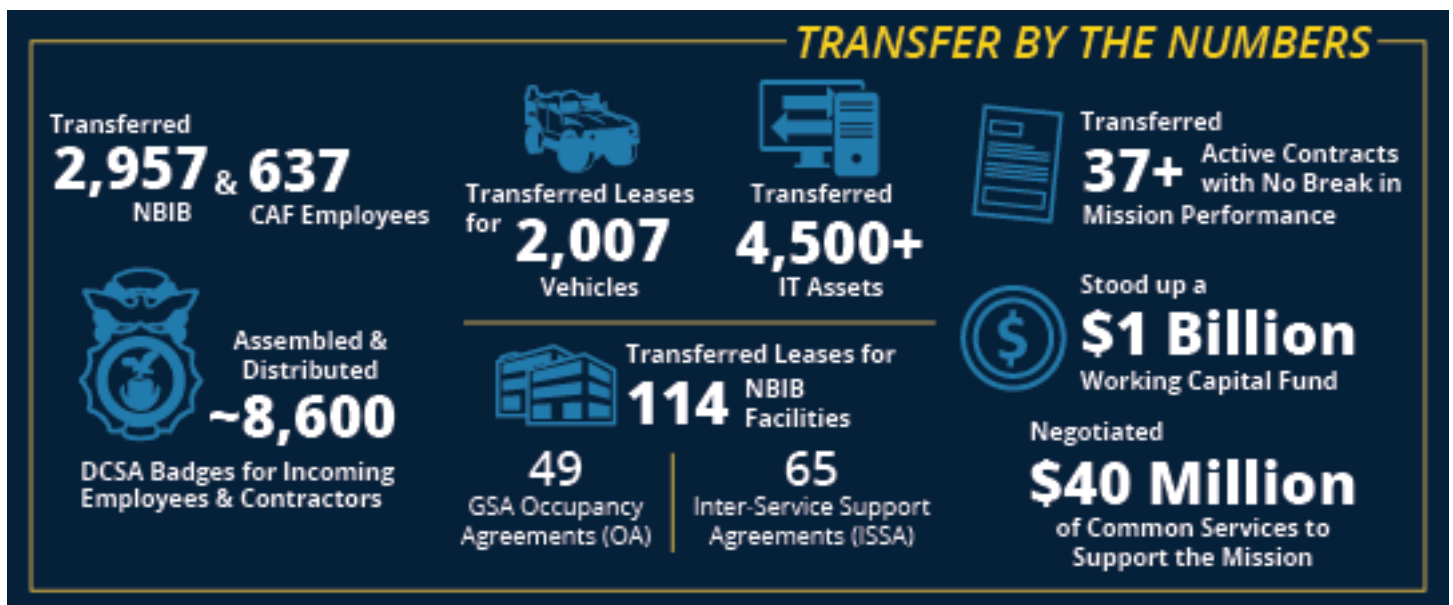 TRANSFER BY THE NUMBERS
Transferred
2,957 & 637
NBIB CAF Employees
Assembled &
Distributed
~8,600
DCSA Badges for Incoming
Employees & Contractors
Transferred Leases
for 2,007
Vehicles
Transferred
4,500+
IT Assets
Transferred Leases for
114 NBIB
Facilities
49
GSA Occupancy
Agreements (OA)
65
Inter-Service Support
Agreements (ISSA)
Transferred
37+ Active Contracts
with No Break in
Mission Performance
Stood up a
$1 Billion
Working Capital Fund
Negotiated
$40 Million
of Common Services to
Support the Mission